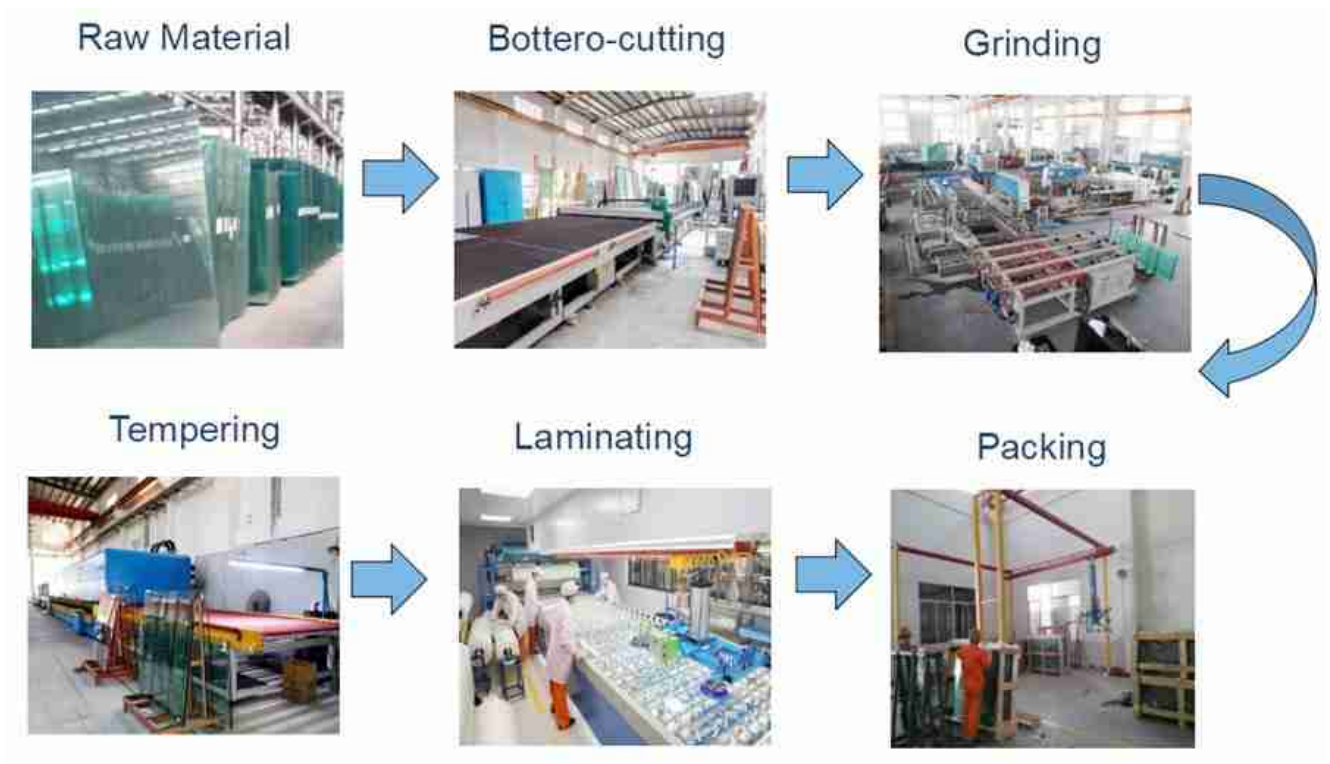 Raw Material
Bottero-cutting
Grinding
Tempering
Laminating
Packing